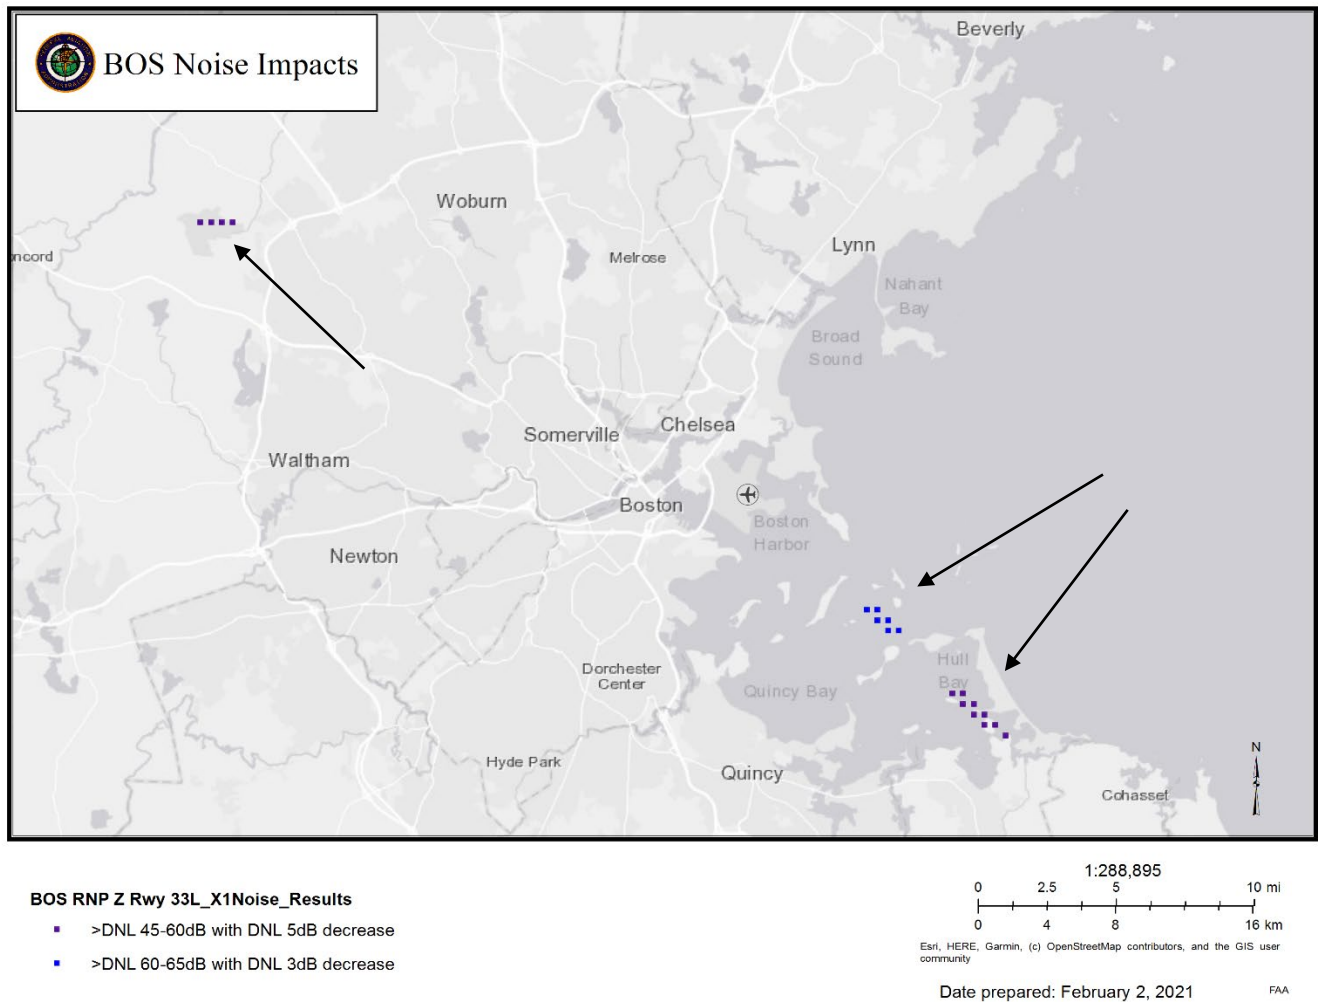 BOS Noise Impacts
Beverly
Woburn
oncord
Melrose
Lynn
Nahant
Bay
Broad
Sound
Chelsea
Somerville
Waltham
Boston
Boston
Harbor
Newton
Dorchester
Center
Hull
Bay
Quincy Bay
Hyde Park
Quincy
N
Cohasset
1:288,895
0 2.5 5 10 mi
0 4 8 16 km
BOS RNP Z Rwy 33L_X1Noise_Results
>DNL 45-60dB with DNL 5dB decrease
>DNL 60-65dB with DNL 3dB decrease
Esri, HERE, Garmin, (c) OpenStreetMap contributors, and the GIS user
community
Date prepared: February 2, 2021
FAA